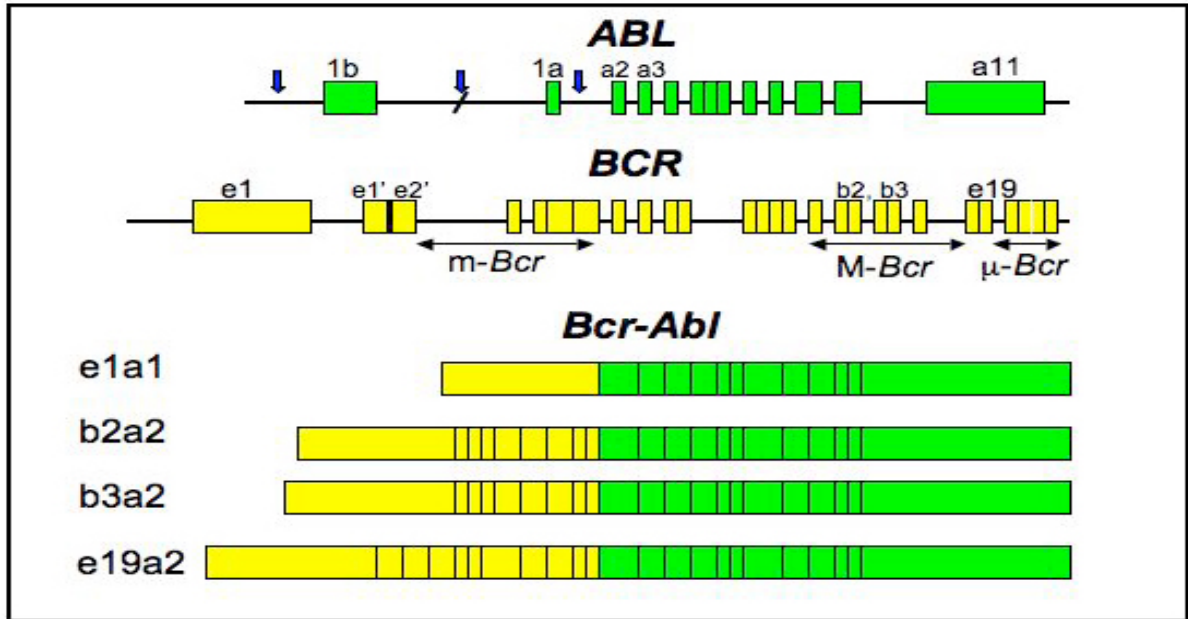 ABL
1b 1a a2 a3 a11
BCR
e1 e1’ e2’ b2, b3 e19
m-Bcr M-Bcr μ-Bcr
Bcr-Abl
e1a1
b2a2
b3a2
e19a2